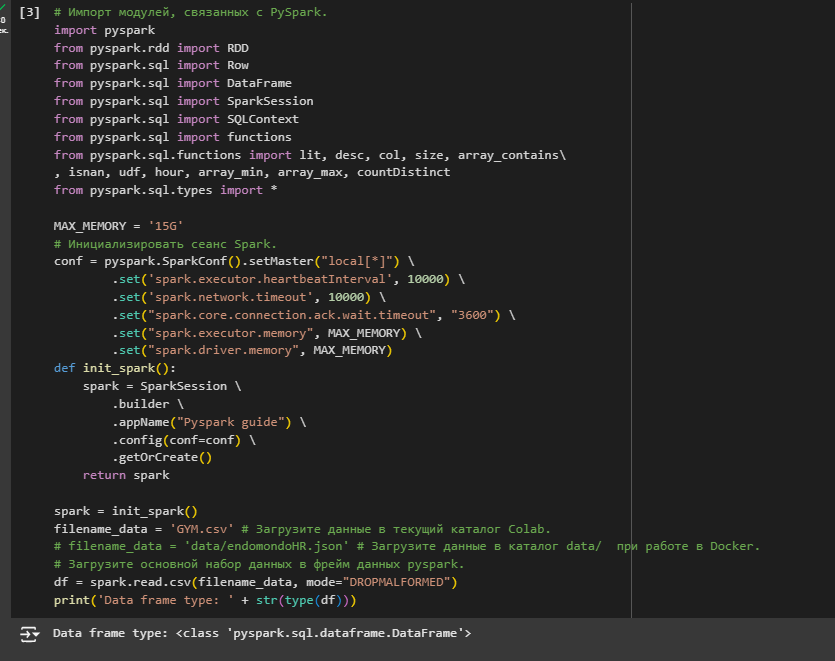 [3] # Импорт модулей, связанных с PySpark.
import pyspark
from pyspark.rdd import RDD
from pyspark.sql import Row
from pyspark.sql import DataFrame
from pyspark.sql import SparkSession
from pyspark.sql import SQLContext
from pyspark.sql import functions
from pyspark.sql.functions import lit, desc, col, size, array_contains\
, isnan, udf, hour, array_min, array_max, countDistinct
from pyspark.sql.types import *

MAX_MEMORY = '15G'
# Инициализировать сеанс Spark.
conf = pyspark.SparkConf().setMaster("local[*]") \
        .set('spark.executor.heartbeatInterval', 10000) \
        .set('spark.network.timeout', 10000) \
        .set("spark.core.connection.ack.wait.timeout", "3600") \
        .set("spark.executor.memory", MAX_MEMORY) \
        .set("spark.driver.memory", MAX_MEMORY)
def init_spark():
    spark = SparkSession \
        .builder \
        .appName("Pyspark guide") \
        .config(conf=conf) \
        .getOrCreate()
    return spark

spark = init_spark()
filename_data = 'GYM.csv' # Загрузите данные в текущий каталог Colab.
# filename_data = 'data/endomondoHR.json' # Загрузите данные в каталог data/  при работе в Docker.
# Загрузите основной набор данных в фрейм данных pyspark.
df = spark.read.csv(filename_data, mode="DROPMALFORMED")
print('Data frame type: ' + str(type(df)))
Data frame type: <class 'pyspark.sql.dataframe.DataFrame'>